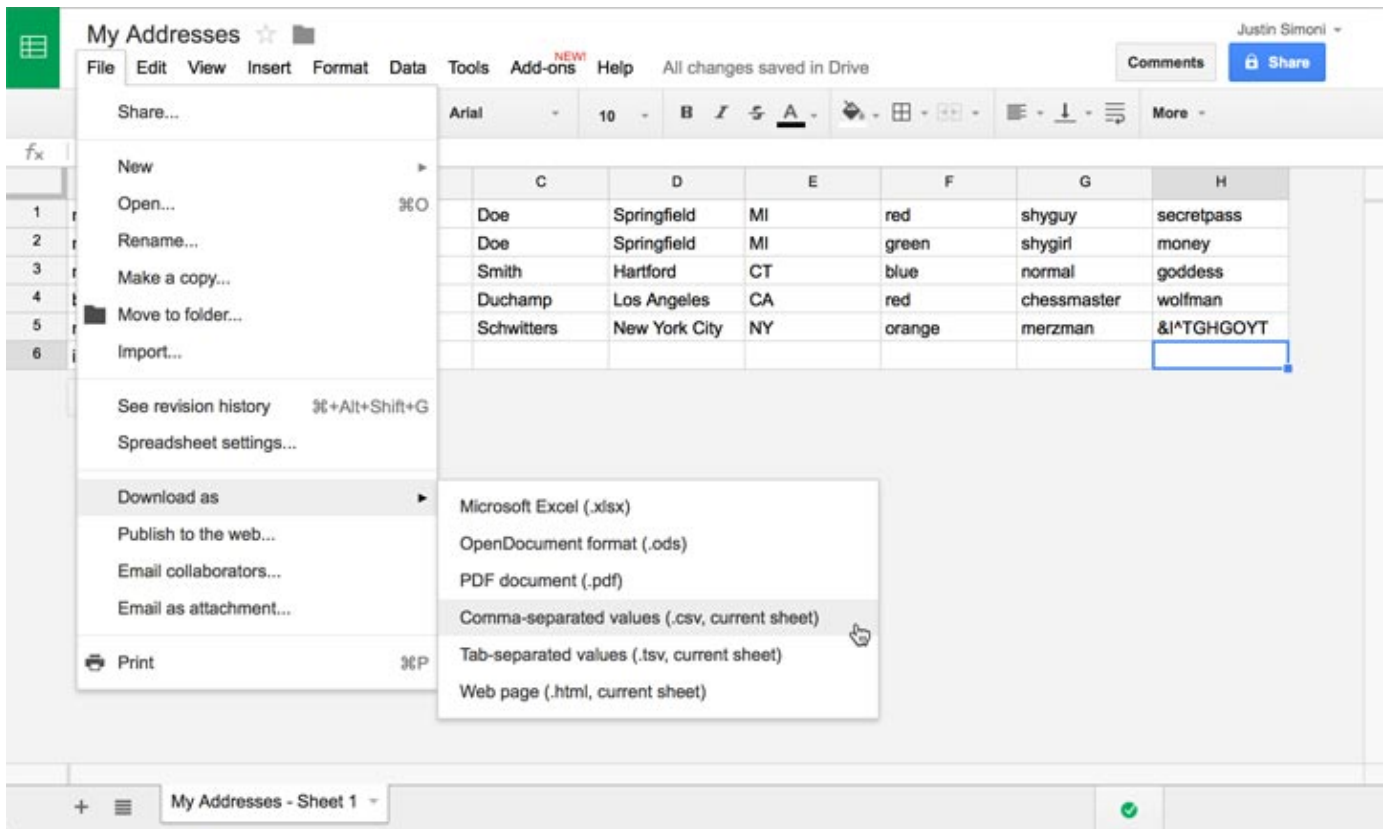 My Addresses
Justin Simoni
File Edit View Insert Format Data Tools Add-ons NEW! Help All changes saved in Drive
Comments Share
Share...
Arial 10 B I S A More
fx
New
C D E F G H
Open... ⌘O
1 Doe Springfield MI red shyguy secretpass
Rename...
2 Doe Springfield MI green shygirl money
Make a copy...
3 Smith Hartford CT blue normal goddess
4 Duchamp Los Angeles CA red chessmaster wolfman
Move to folder...
5 Schwitters New York City NY orange merzman &I^TGHGOYT
Import...
6
See revision history ⌘+Alt+Shift+G
Spreadsheet settings...
Download as
Microsoft Excel (.xlsx)
Publish to the web...
OpenDocument format (.ods)
Email collaborators...
PDF document (.pdf)
Email as attachment...
Comma-separated values (.csv, current sheet)
Print ⌘P
Tab-separated values (.tsv, current sheet)
Web page (.html, current sheet)
My Addresses - Sheet 1